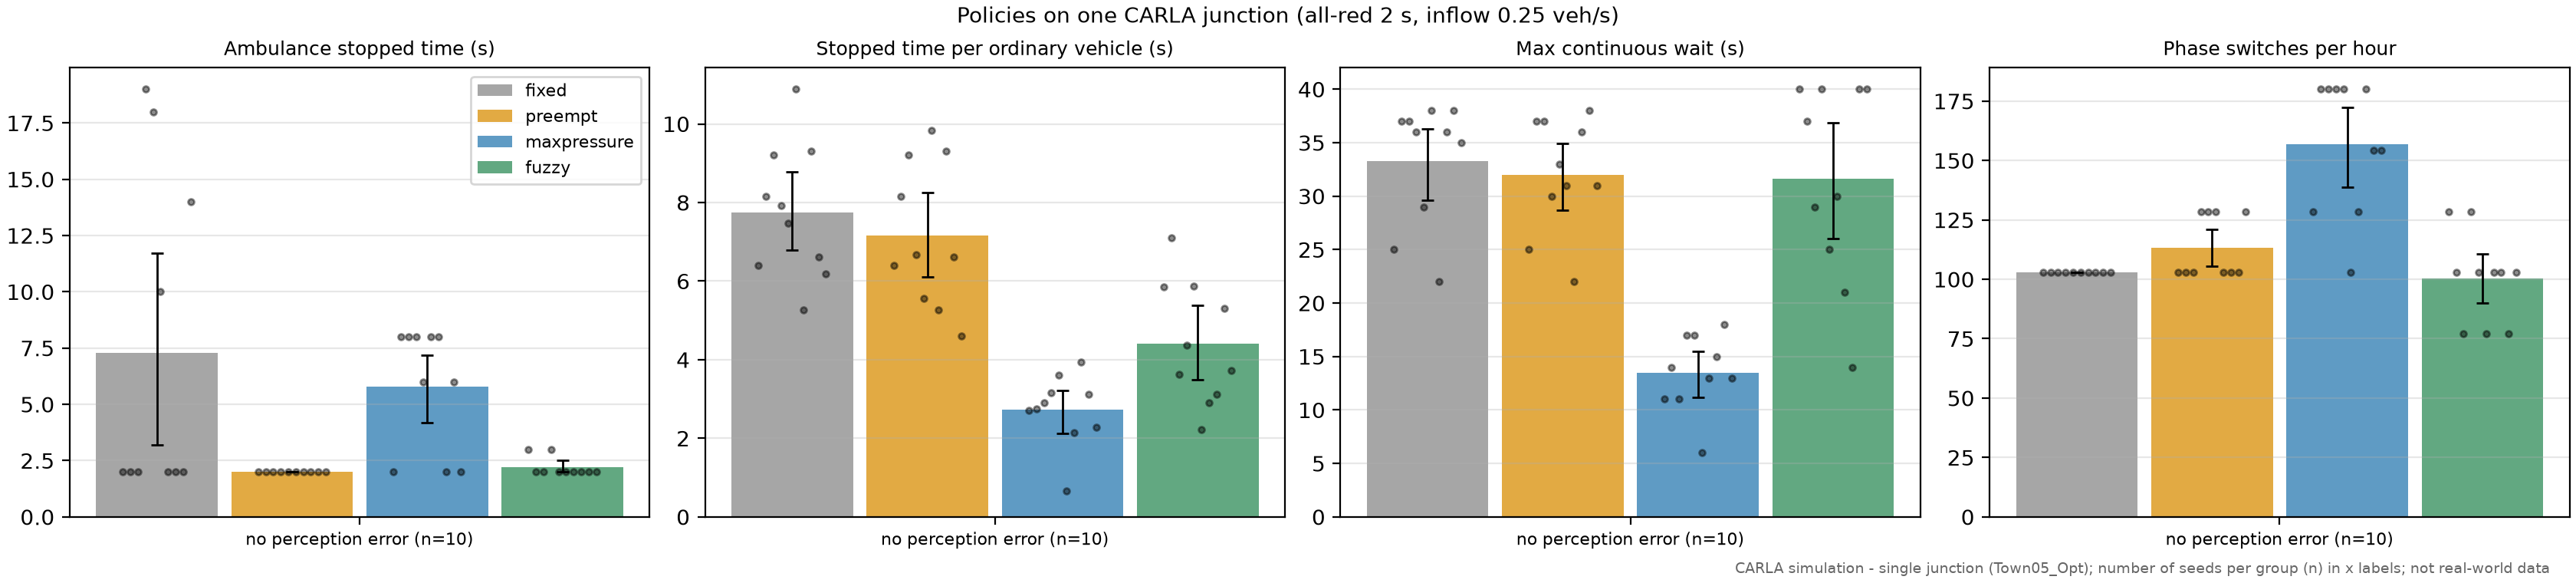 Policies on one CARLA junction (all-red 2 s, inflow 0.25 veh/s)
Ambulance stopped time (s)
17.5
15.0
12.5
10.0
7.5
5.0
2.5
0.0
fixed
preempt
maxpressure
fuzzy
no perception error (n=10)
Stopped time per ordinary vehicle (s)
10
8
6
4
2
0
no perception error (n=10)
Max continuous wait (s)
40
35
30
25
20
15
10
5
0
no perception error (n=10)
Phase switches per hour
175
150
125
100
75
50
25
0
no perception error (n=10)
CARLA simulation - single junction (Town05_Opt); number of seeds per group (n) in x labels; not real-world data